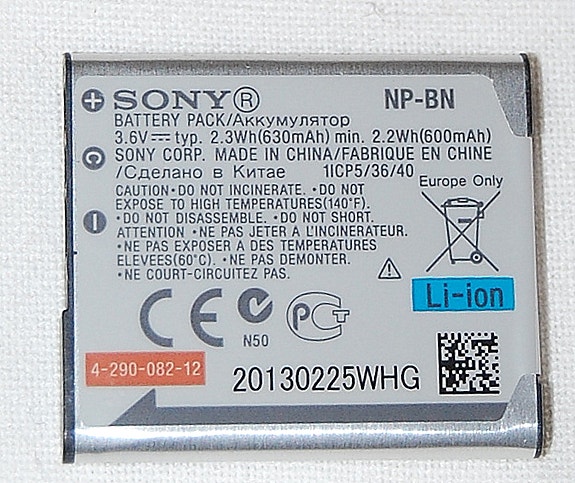 SONY® NP-BN
BATTERY PACK/Аккумулятор
3.6V⎓ typ. 2.3Wh(630mAh) min. 2.2Wh(600mAh)
SONY CORP. MADE IN CHINA/FABRIQUE EN CHINE
/Сделано в Китае 1ICP5/36/40
CAUTION •DO NOT INCINERATE. •DO NOT
EXPOSE TO HIGH TEMPERATURES(140°F).
•DO NOT DISASSEMBLE. •DO NOT SHORT.
ATTENTION •NE PAS JETER A L'INCINERATEUR.
•NE PAS EXPOSER A DES TEMPERATURES
ELEVEES(60°C). •NE PAS DEMONTER.
•NE COURT-CIRCUITEZ PAS.
Europe Only
Li-ion
CE
N50
РСТ
4-290-082-12
20130225WHG